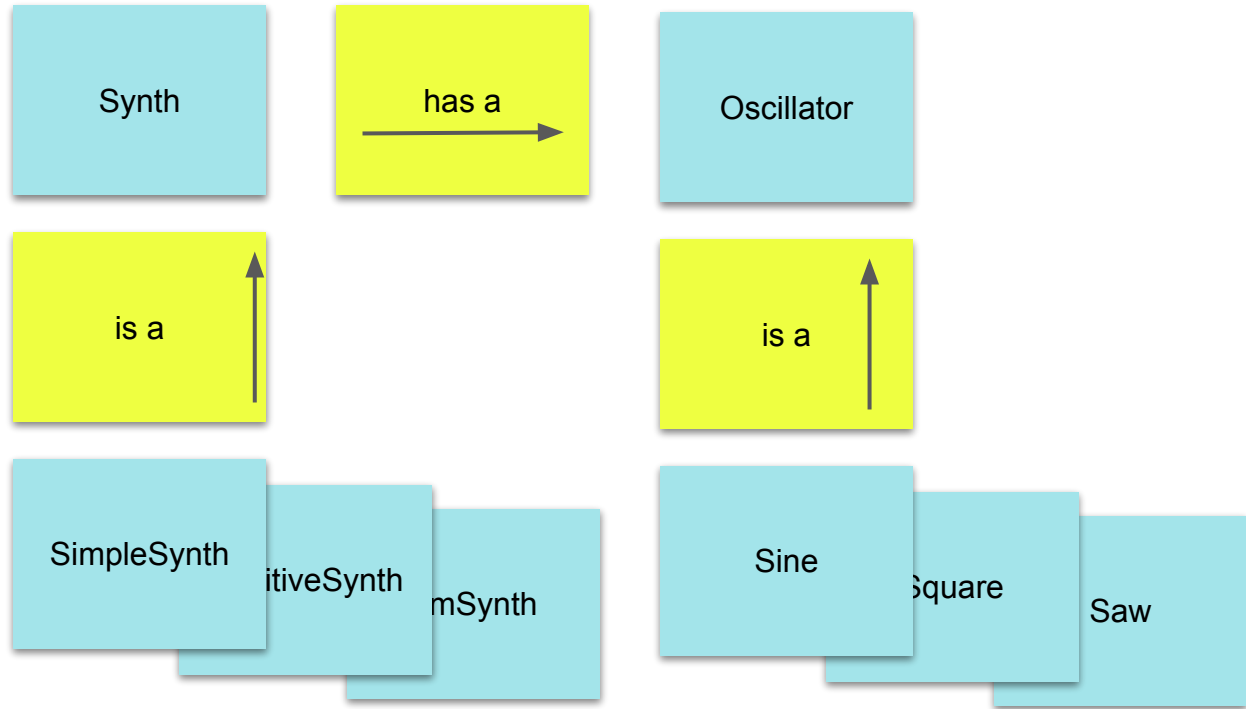 Synth
has a
Oscillator
is a
is a
SimpleSynth
itiveSynth
mSynth
Sine
Square
Saw